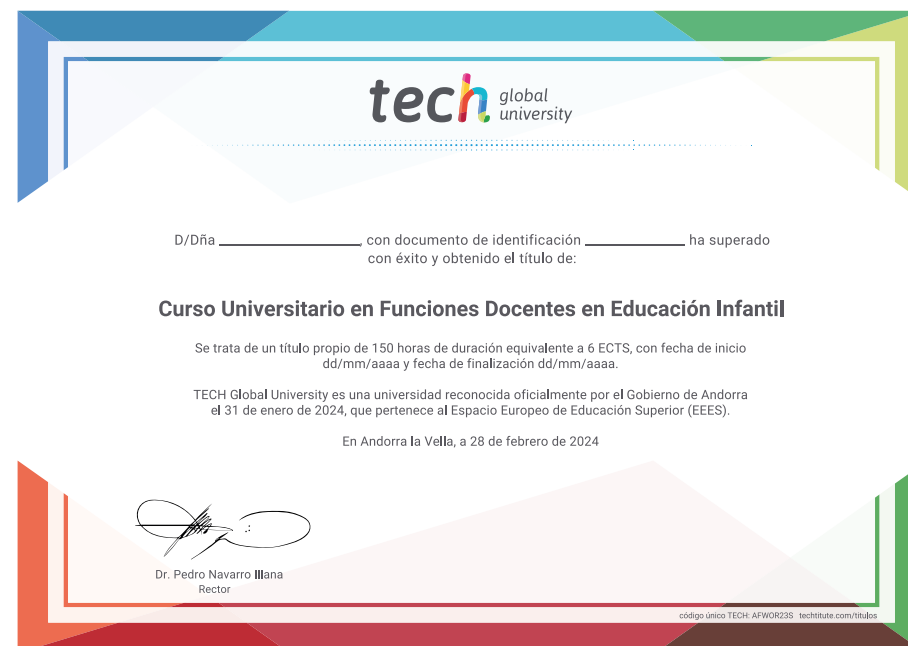 tech global university
D/Dña ______________, con documento de identificación ____________ ha superado
con éxito y obtenido el título de:
Curso Universitario en Funciones Docentes en Educación Infantil
Se trata de un título propio de 150 horas de duración equivalente a 6 ECTS, con fecha de inicio
dd/mm/aaaa y fecha de finalización dd/mm/aaaa.
TECH Global University es una universidad reconocida oficialmente por el Gobierno de Andorra
el 31 de enero de 2024, que pertenece al Espacio Europeo de Educación Superior (EEES).
En Andorra la Vella, a 28 de febrero de 2024
Dr. Pedro Navarro Illana
Rector
código único TECH: AFWOR23S techtitute.com/titulos